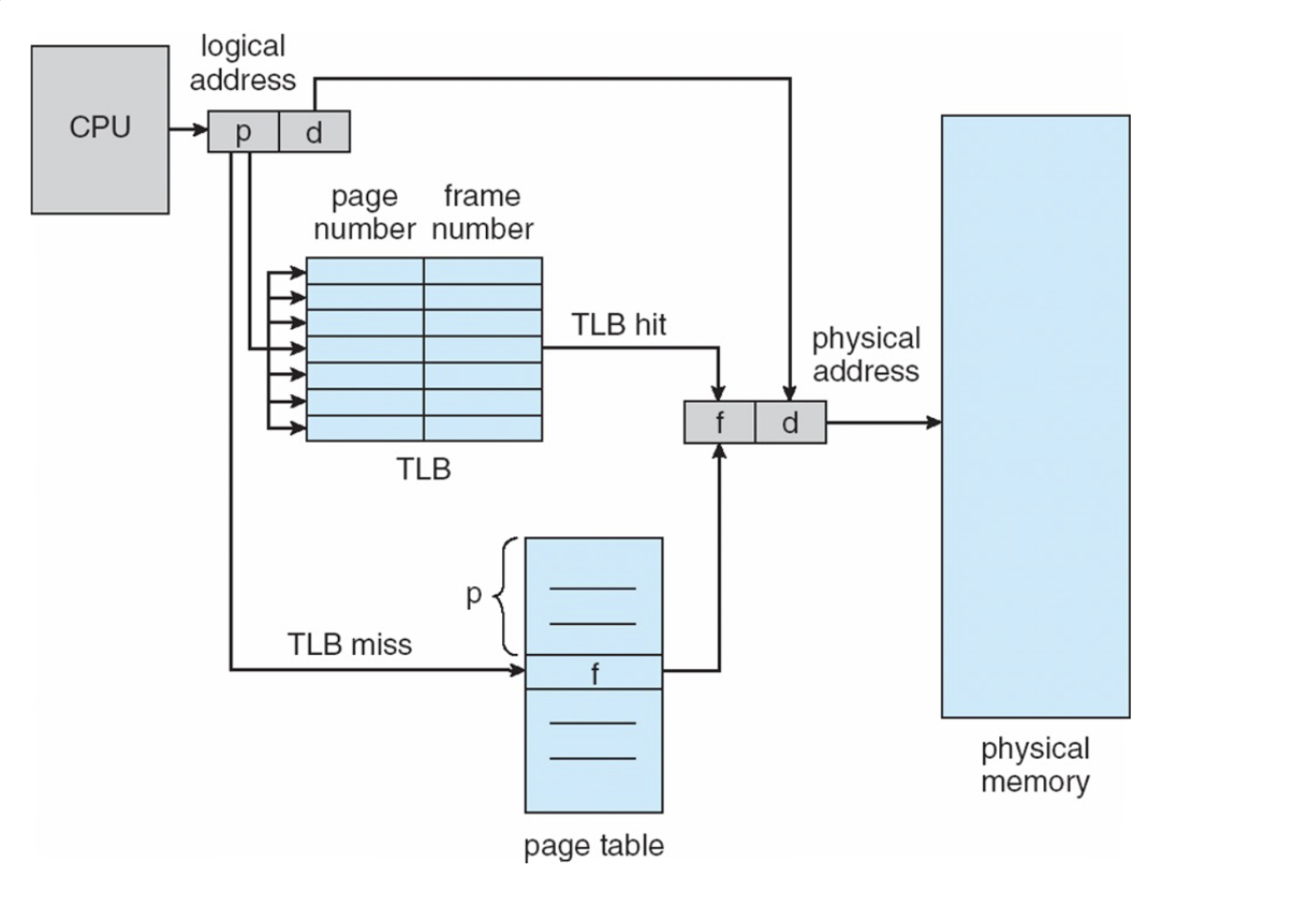 logical
address
CPU
p
d
page
number
frame
number
TLB hit
physical
address
f
d
TLB
p
TLB miss
f
physical
memory
page table